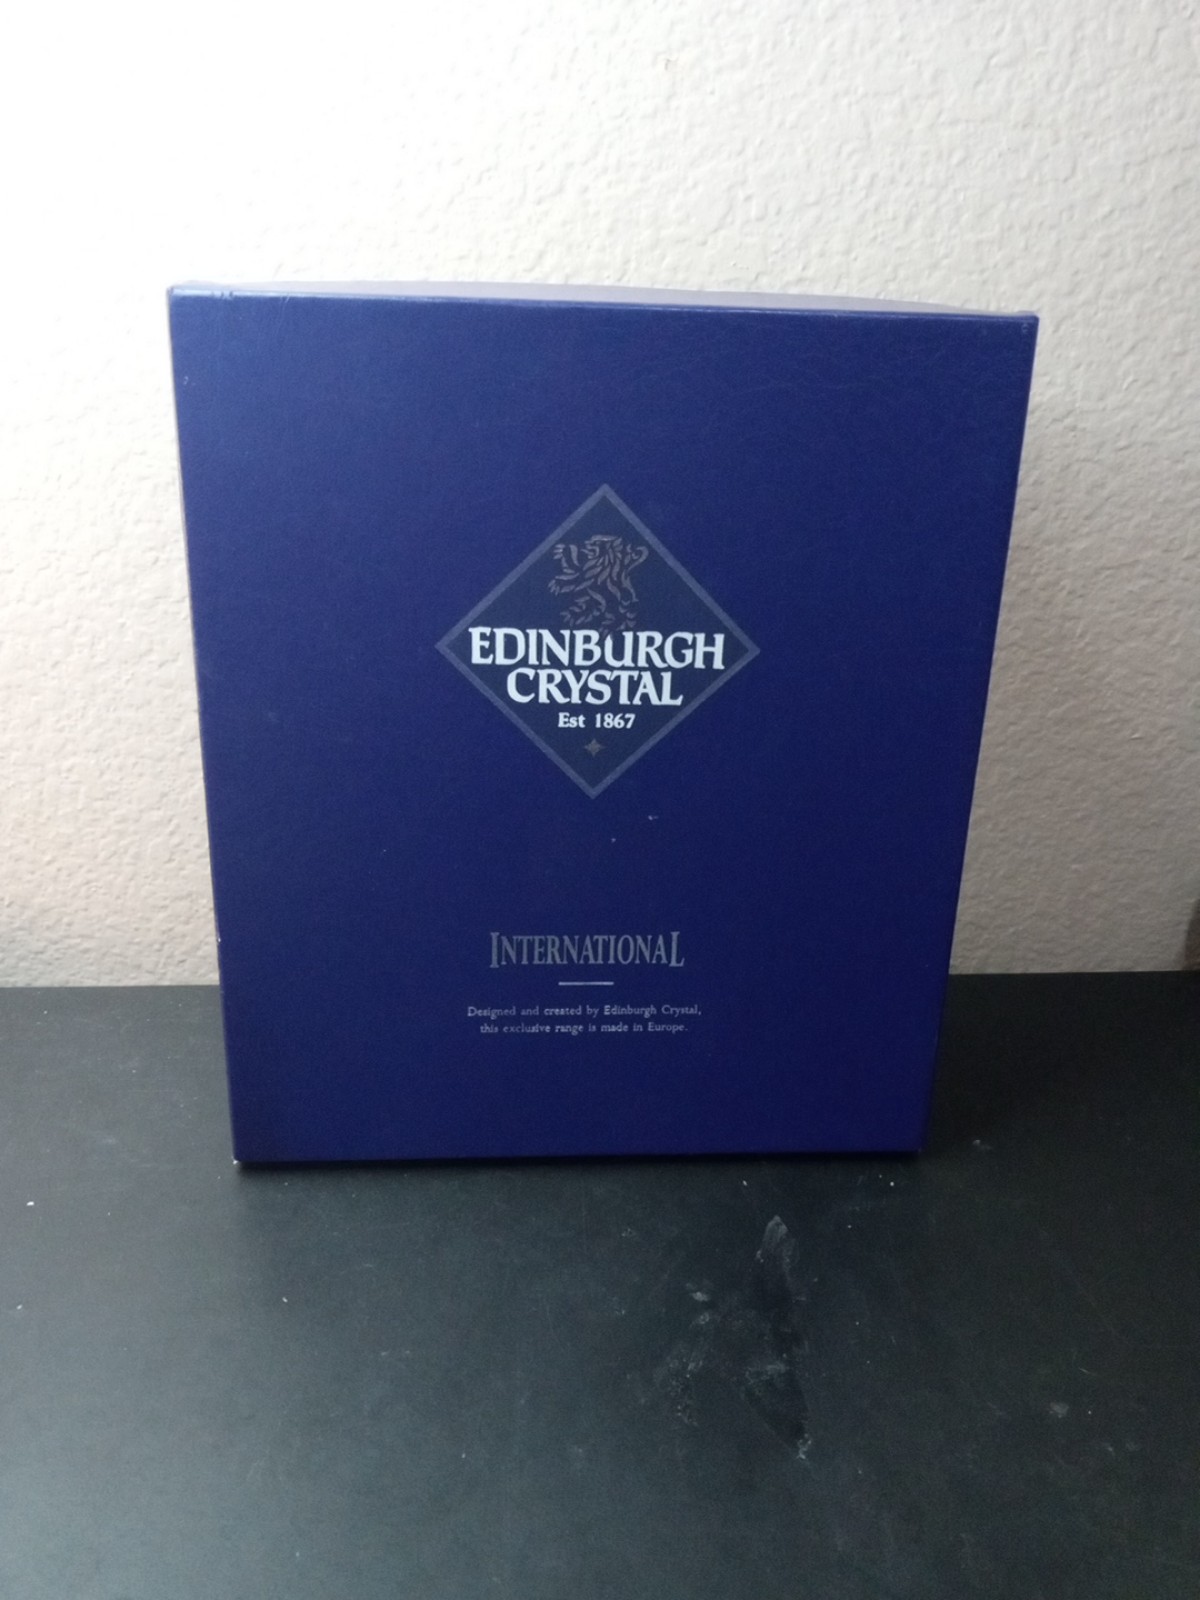 EDINBURGH
CRYSTAL
Est 1867
INTERNATIONAL
Designed and created by Edinburgh Crystal,
this exclusive range is made in Europe.